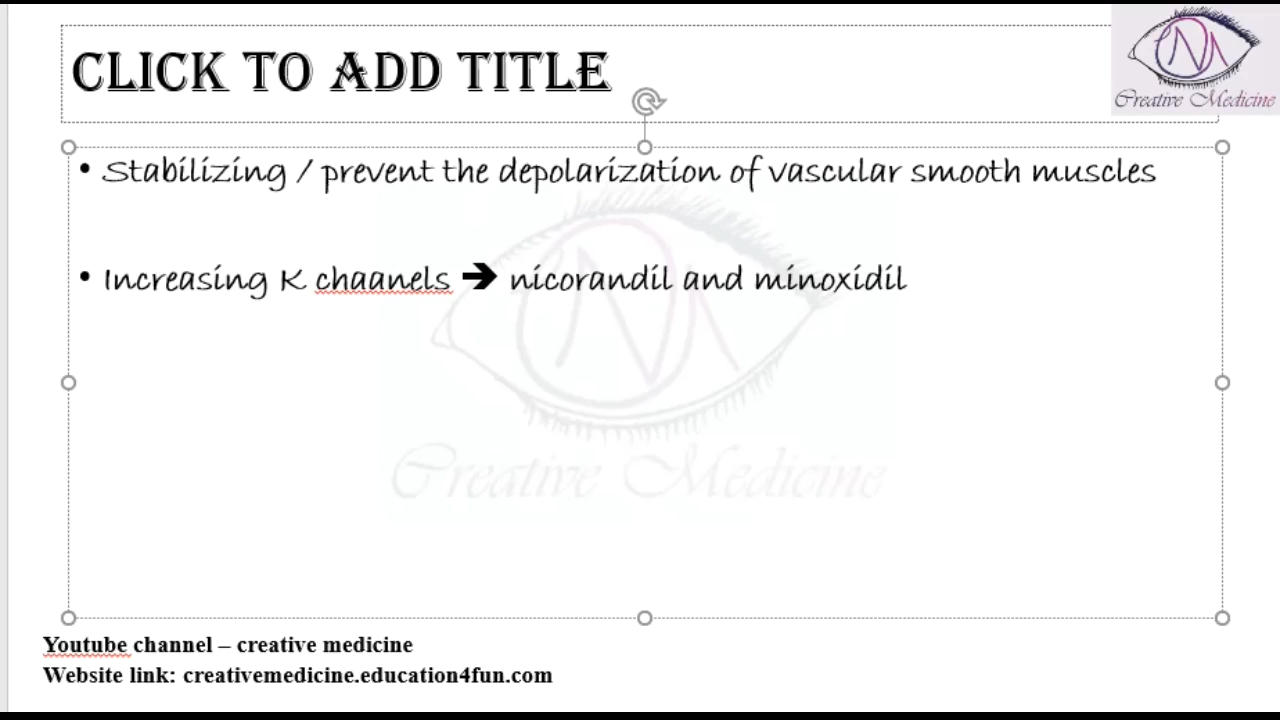 CLICK TO ADD TITLE
Creative Medicine
• Stabilizing / prevent the depolarization of vascular smooth muscles
• Increasing K chaanels ➔ nicorandil and minoxidil
Creative Medicine
Youtube channel – creative medicine
Website link: creativemedicine.education4fun.com